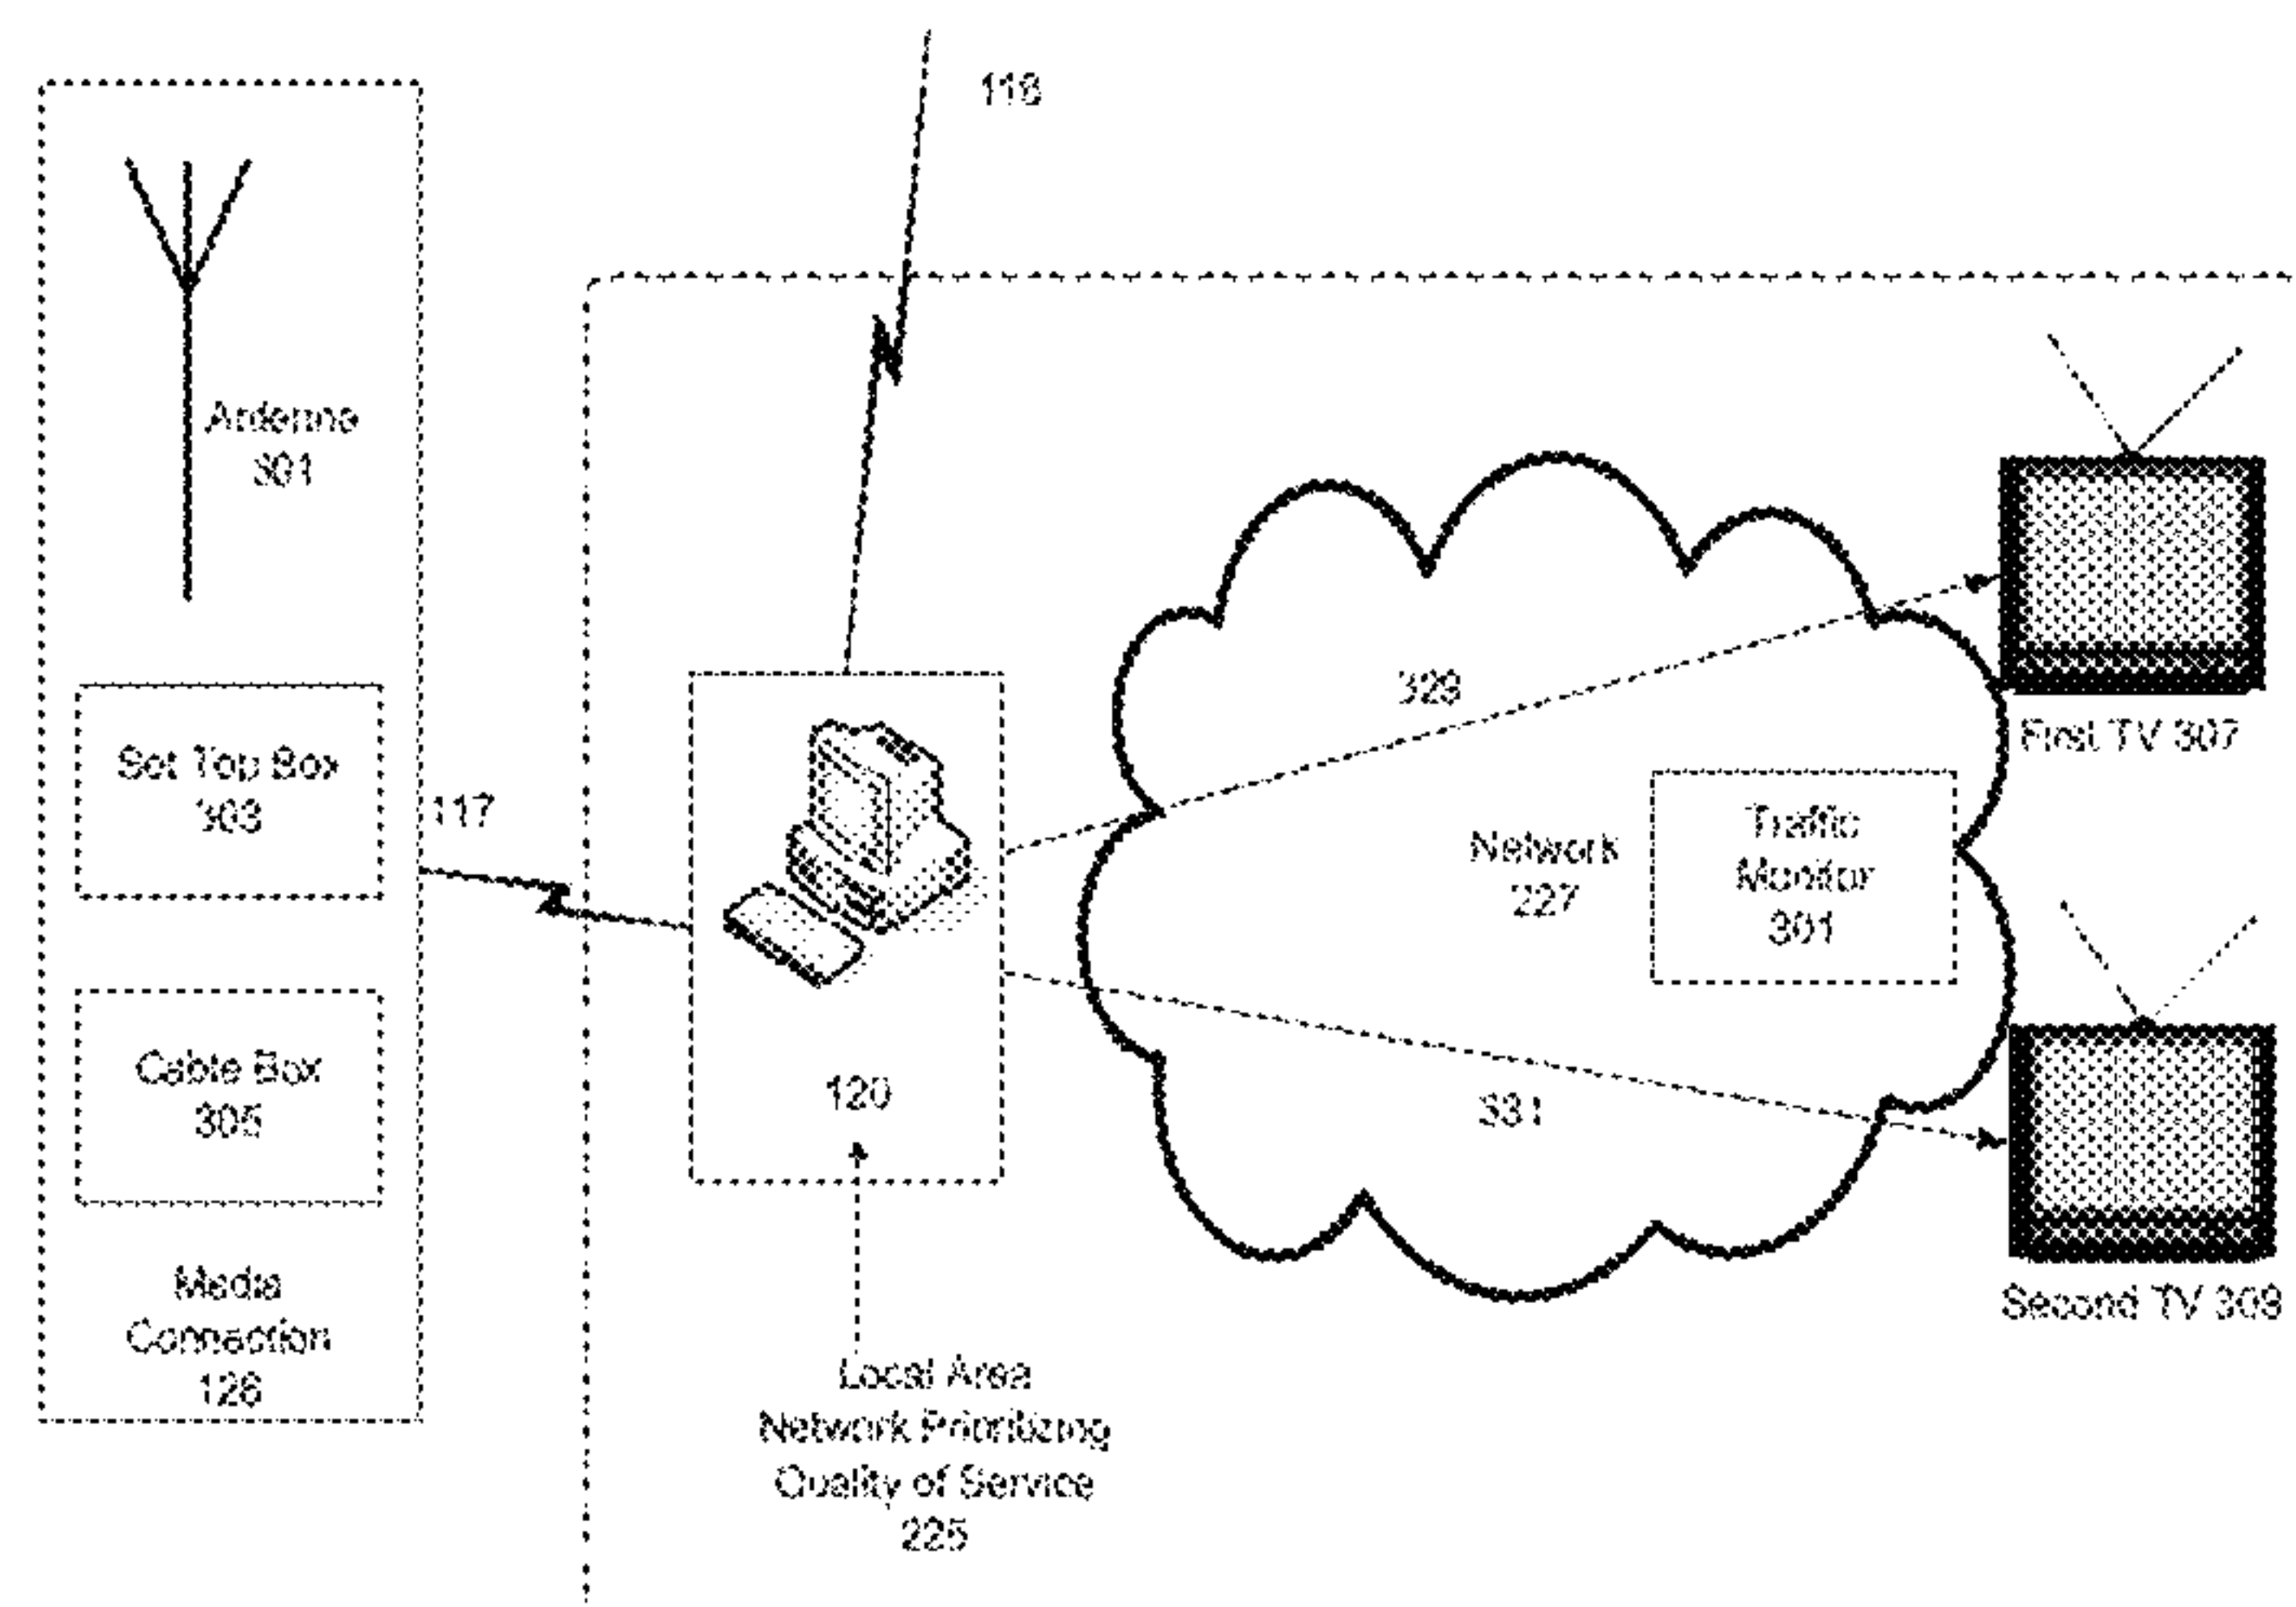 118
Antenna
301
Set Top Box
303
117
Cable Box
305
Media
Connection
126
120
Local Area
Network Prioritizing
Quality of Service
225
329
Network
227
Traffic
Monitor
301
331
First TV 307
Second TV 309